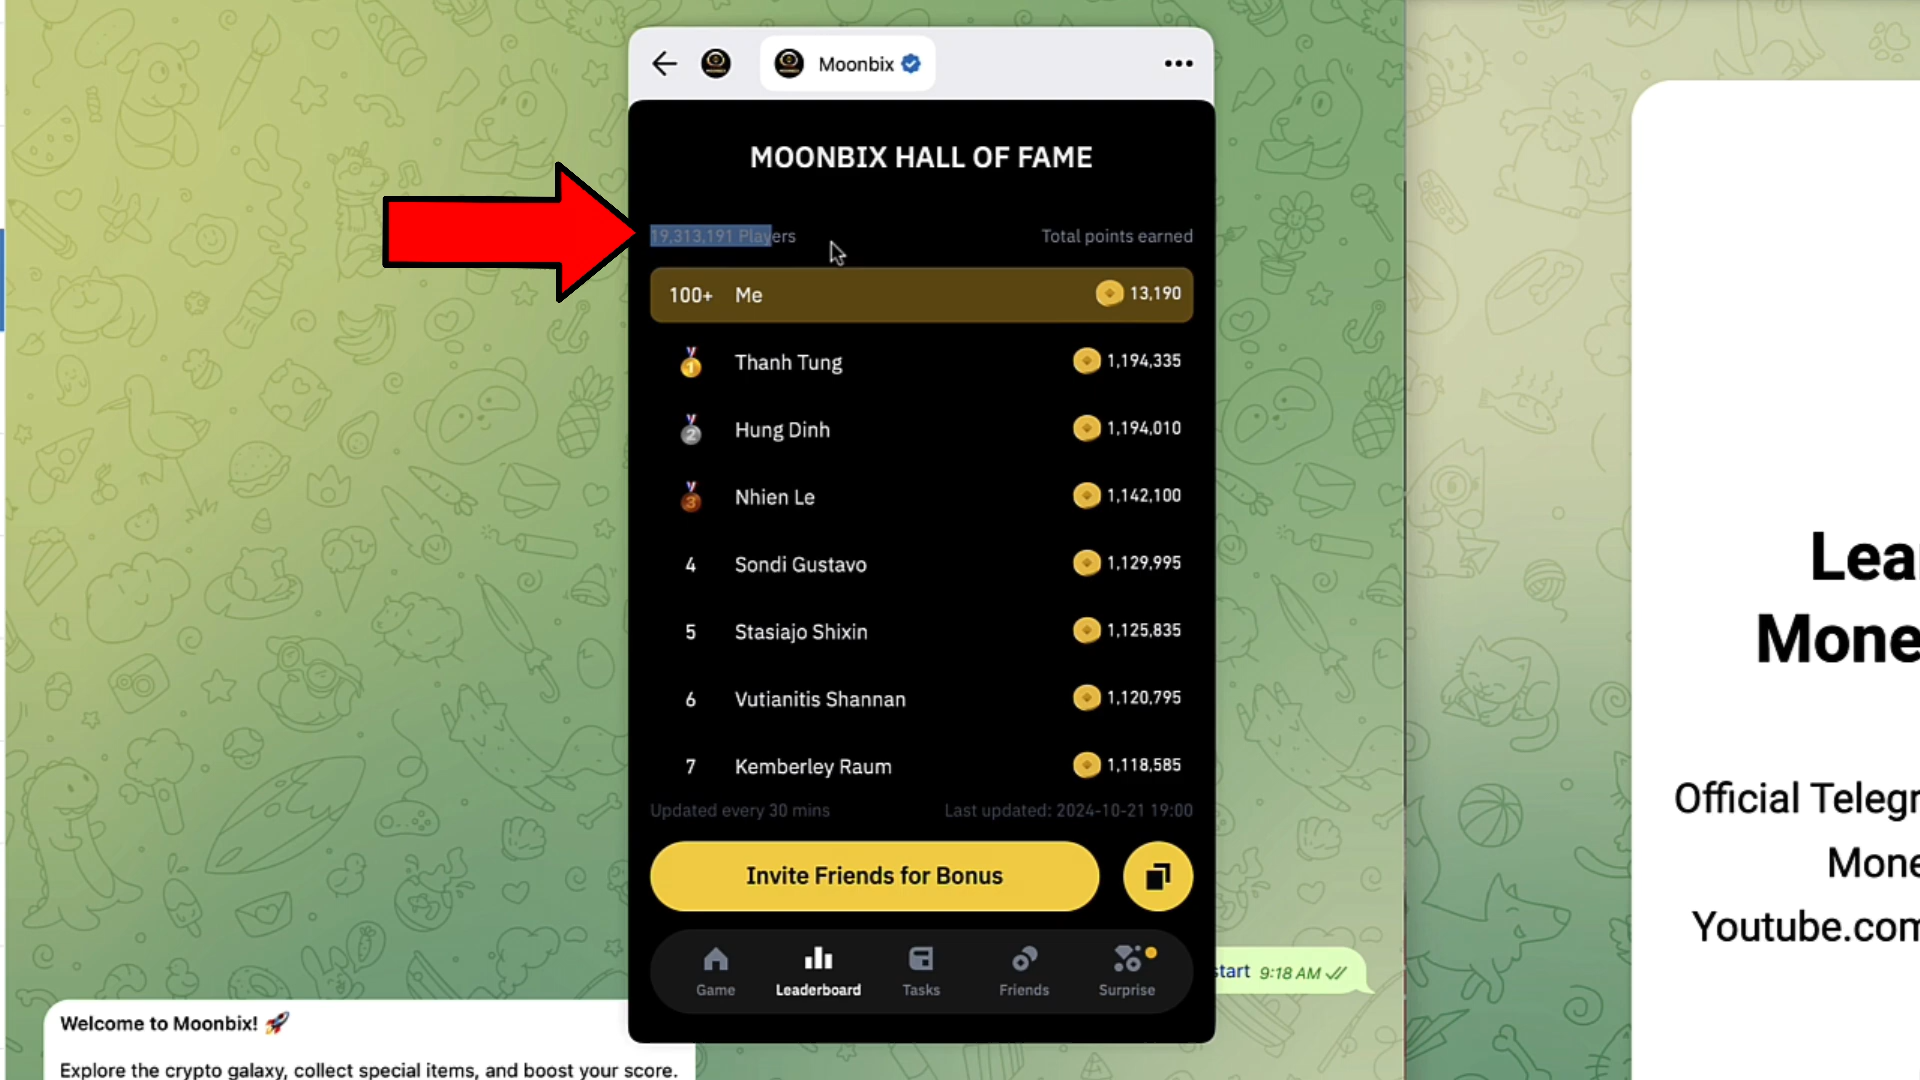 Moonbix
MOONBIX HALL OF FAME
19,313,191 Players Total points earned
100+ Me 13,190
1 Thanh Tung 1,194,335
2 Hung Dinh 1,194,010
3 Nhien Le 1,142,100
4 Sondi Gustavo 1,129,995
5 Stasiajo Shixin 1,125,835
6 Vutianitis Shannan 1,120,795
7 Kemberley Raum 1,118,585
Updated every 30 mins Last updated: 2024-10-21 19:00
Invite Friends for Bonus
Game Leaderboard Tasks Friends Surprise
start 9:18 AM
Welcome to Moonbix! 🚀
Explore the crypto galaxy, collect special items, and boost your score.
Lea
Mone
Official Telegr
Mone
Youtube.com